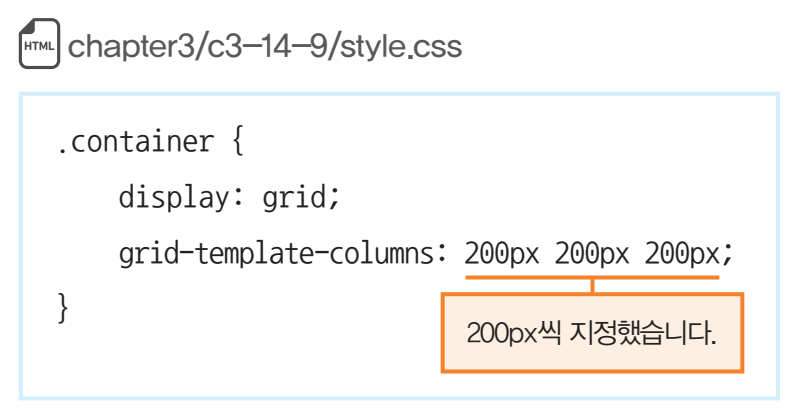 HTML chapter3/c3-14-9/style.css
.container {
display: grid;
grid-template-columns: 200px 200px 200px;
}
200px씩 지정했습니다.